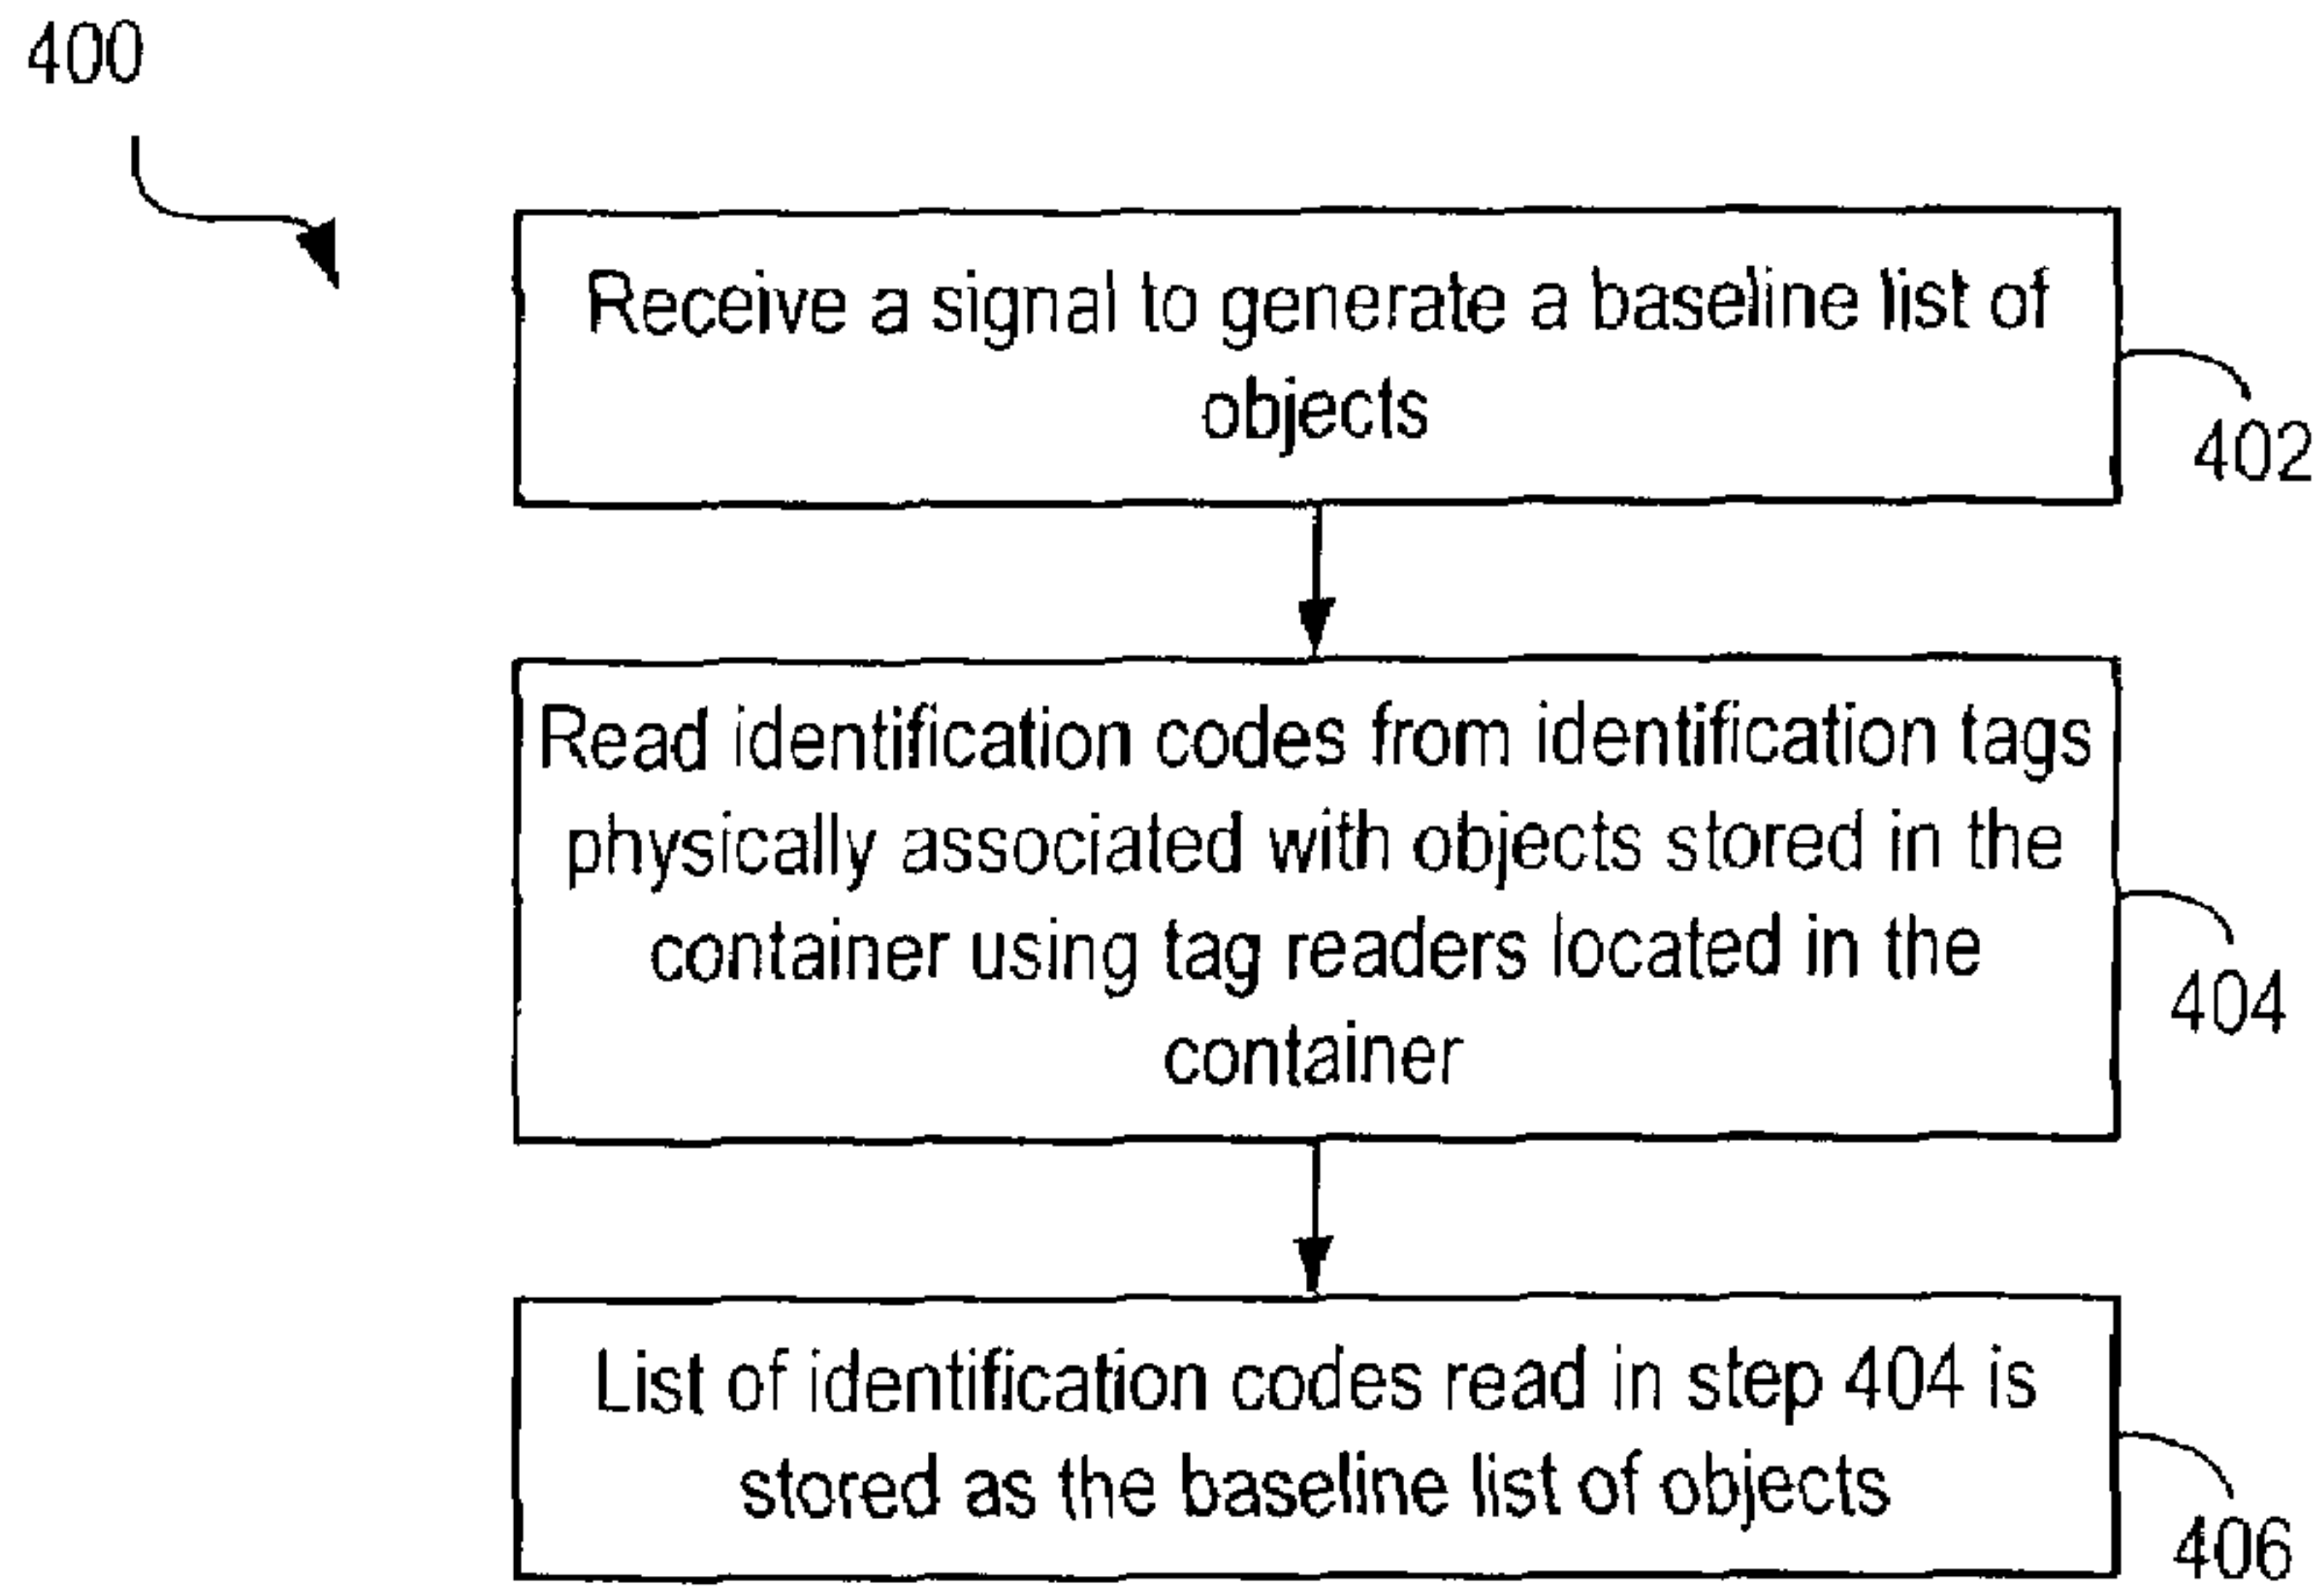 400
Receive a signal to generate a baseline list of
objects
402
Read identification codes from identification tags
physically associated with objects stored in the
container using tag readers located in the
container
404
List of identification codes read in step 404 is
stored as the baseline list of objects
406